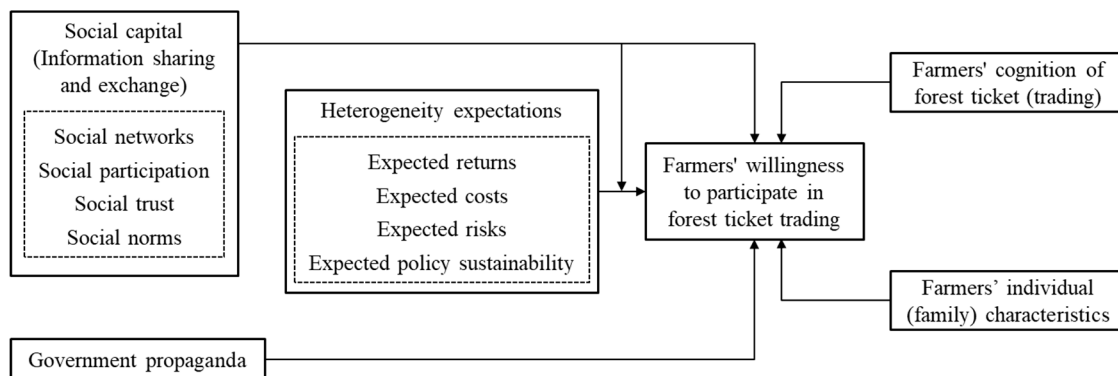 Social capital
(Information sharing
and exchange)
Social networks
Social participation
Social trust
Social norms
Heterogeneity expectations
Expected returns
Expected costs
Expected risks
Expected policy sustainability
Government propaganda
Farmers' willingness
to participate in
forest ticket trading
Farmers' cognition of
forest ticket (trading)
Farmers’ individual
(family) characteristics